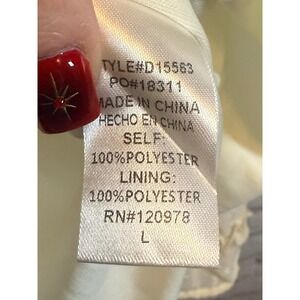 TYLE#D15563
PO#18311
MADE IN CHINA
HECHO EN CHINA
SELF:
100%POLYESTER
LINING:
100%POLYESTER
RN#120978
L